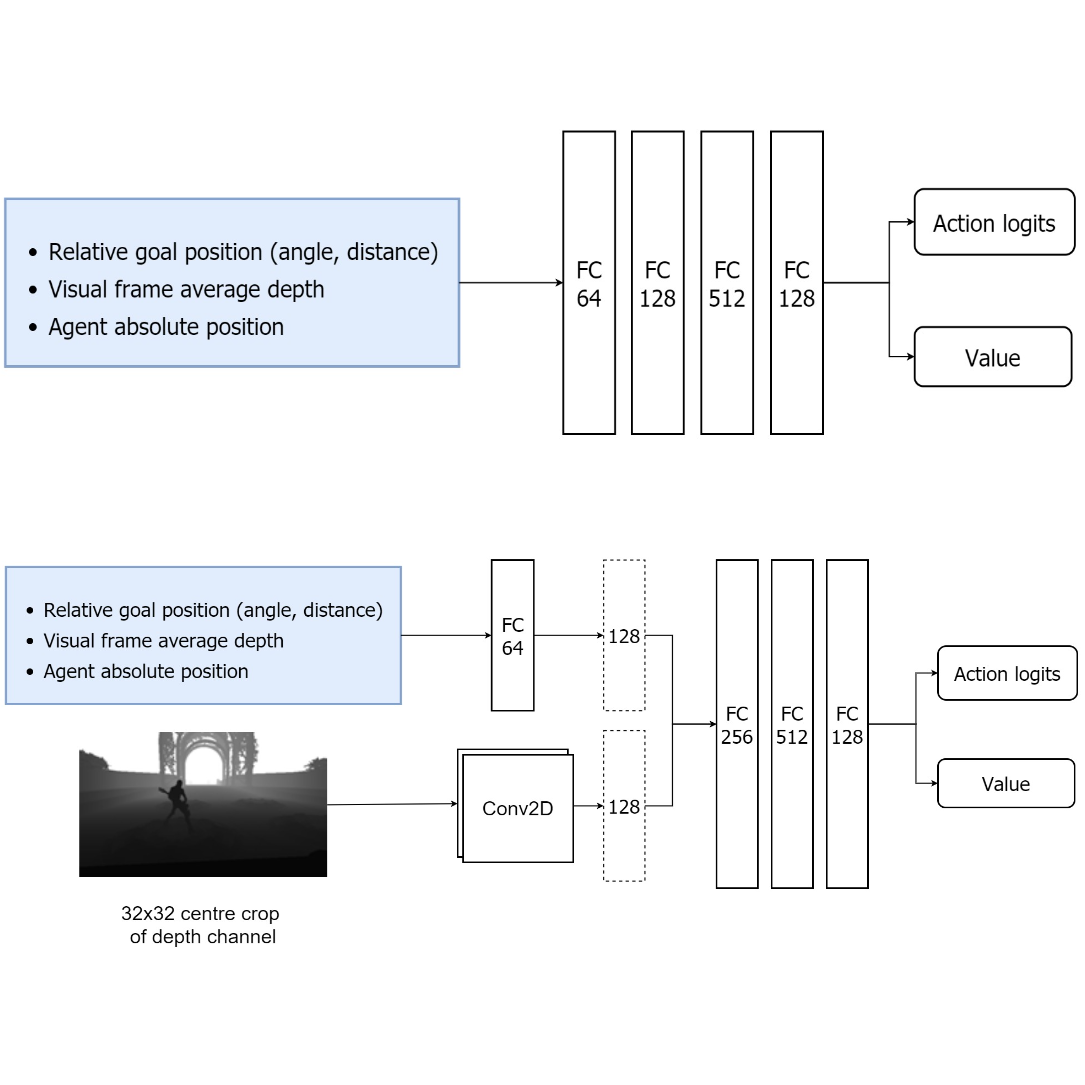 • Relative goal position (angle, distance)
• Visual frame average depth
• Agent absolute position
FC
64
FC
128
FC
512
FC
128
Action logits
Value
• Relative goal position (angle, distance)
• Visual frame average depth
• Agent absolute position
FC
64
128
Conv2D
128
FC
256
FC
512
FC
128
Action logits
Value
32x32 centre crop
of depth channel